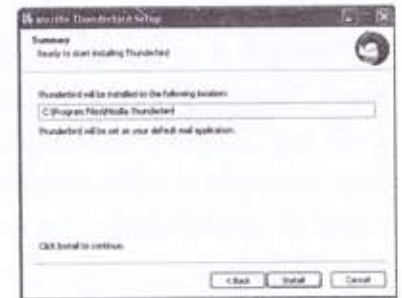 Mozilla Thunderbird Setup
Summary
Ready to start installing Thunderbird
Thunderbird will be installed to the following location:
C:\Program Files\Mozilla Thunderbird
Thunderbird will be set as your default mail application.
Click Install to continue.
< Back
Install
Cancel